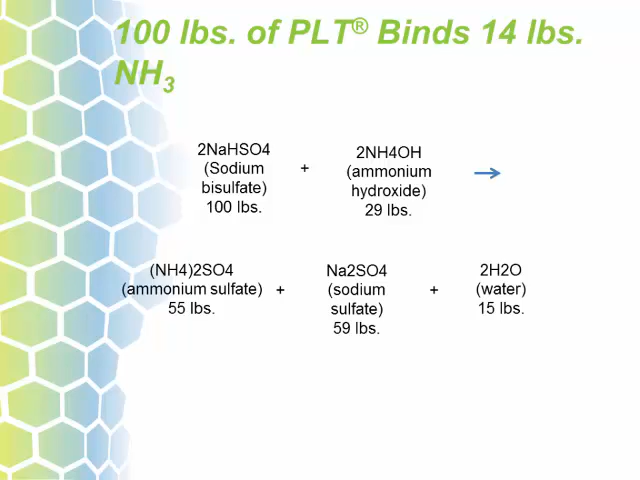 100 lbs. of PLT® Binds 14 lbs.
NH3
2NaHSO4
(Sodium
bisulfate)
100 lbs.
+
2NH4OH
(ammonium
hydroxide)
29 lbs.
(NH4)2SO4
(ammonium sulfate)
55 lbs.
+
Na2SO4
(sodium
sulfate)
59 lbs.
+
2H2O
(water)
15 lbs.